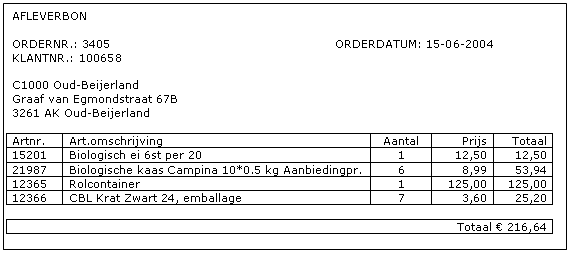 AFLEVERBON
ORDERNR.: 3405 ORDERDATUM: 15-06-2004
KLANTNR.: 100658
C1000 Oud-Beijerland
Graaf van Egmondstraat 67B
3261 AK Oud-Beijerland
Artnr. Art.omschrijving Aantal Prijs Totaal
15201 Biologisch ei 6st per 20 1 12,50 12,50
21987 Biologische kaas Campina 10*0.5 kg Aanbiedingpr. 6 8,99 53,94
12365 Rolcontainer 1 125,00 125,00
12366 CBL Krat Zwart 24, emballage 7 3,60 25,20
Totaal € 216,64